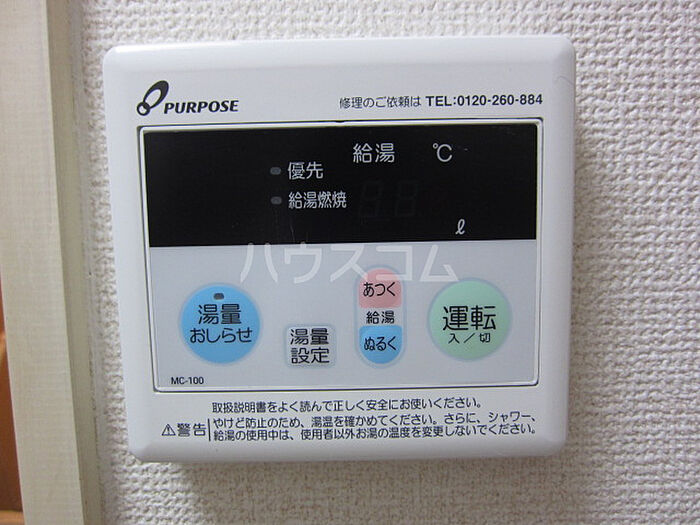 PURPOSE
修理のご依頼は TEL:0120-260-884
給湯 ℃
優先
給湯燃焼
ℓ
ハウスコム
湯量
おしらせ
湯量
設定
あつく
給湯
ぬるく
運転
入／切
MC-100
取扱説明書をよく読んで正しく安全にお使いください。
⚠警告 やけど防止のため、湯温を確かめてください。さらに、シャワー、
給湯の使用中は、使用者以外お湯の温度を変更しないでください。